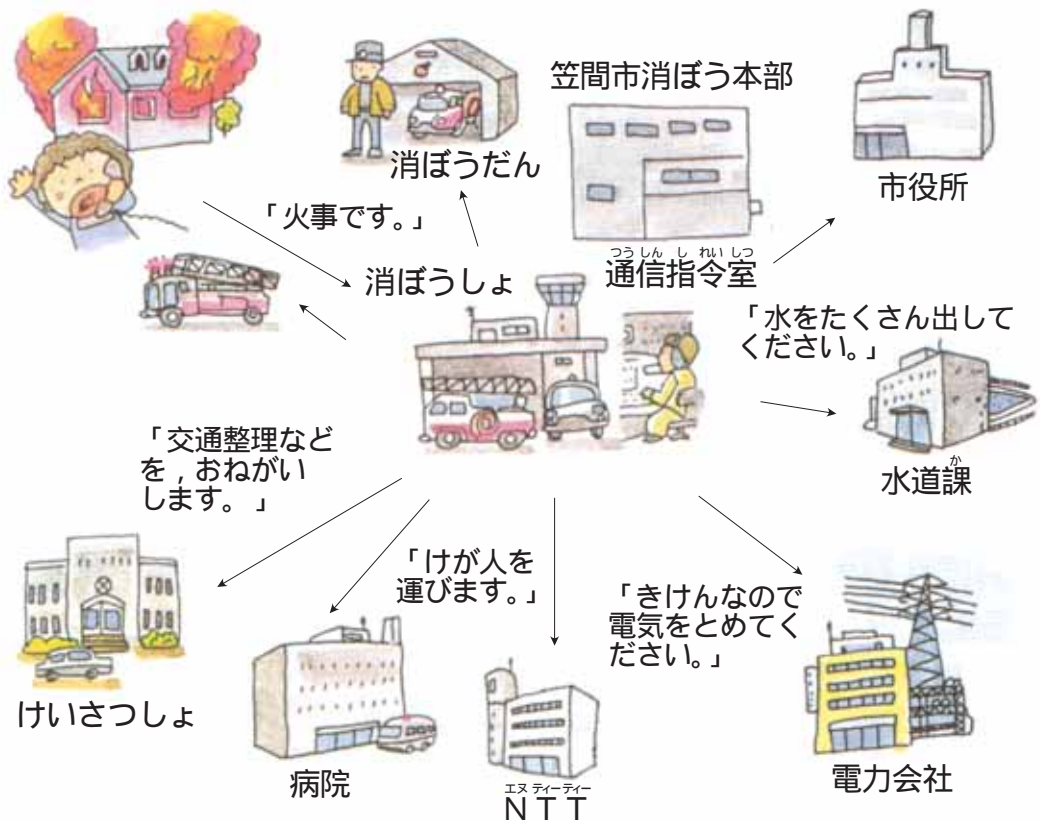 笠間市消ぼう本部
消ぼうだん
市役所
「火事です。」
つうしんしれいしつ
通信指令室
消ぼうしょ
「水をたくさん出して
ください。」
「交通整理など
を,おねがい
します。」
か
水道課
「けが人を
運びます。」
「きけんなので
電気をとめてく
ださい。」
けいさつしょ
病院
エヌティーティー
NTT
電力会社